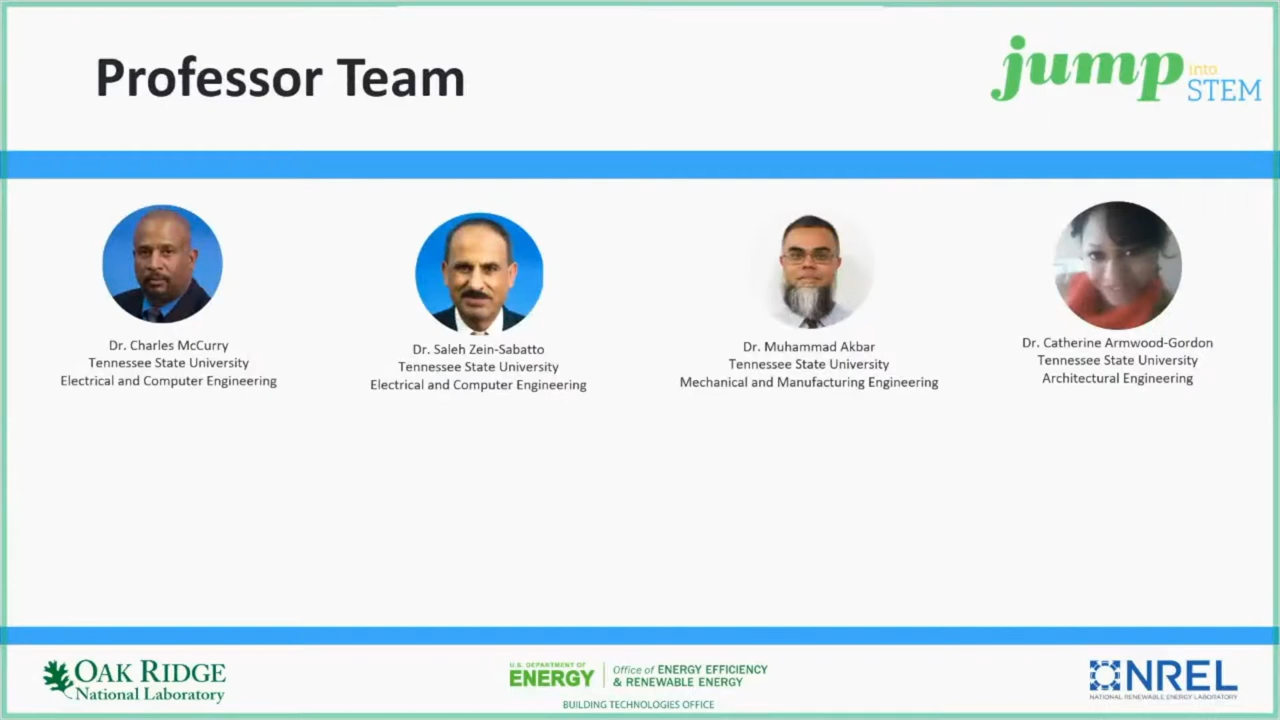 Professor Team
jump into STEM
Dr. Charles McCurry
Tennessee State University
Electrical and Computer Engineering
Dr. Saleh Zein-Sabatto
Tennessee State University
Electrical and Computer Engineering
Dr. Muhammad Akbar
Tennessee State University
Mechanical and Manufacturing Engineering
Dr. Catherine Armwood-Gordon
Tennessee State University
Architectural Engineering
OAK RIDGE
National Laboratory
U.S. DEPARTMENT OF
ENERGY
Office of ENERGY EFFICIENCY
& RENEWABLE ENERGY
BUILDING TECHNOLOGIES OFFICE
NREL
NATIONAL RENEWABLE ENERGY LABORATORY